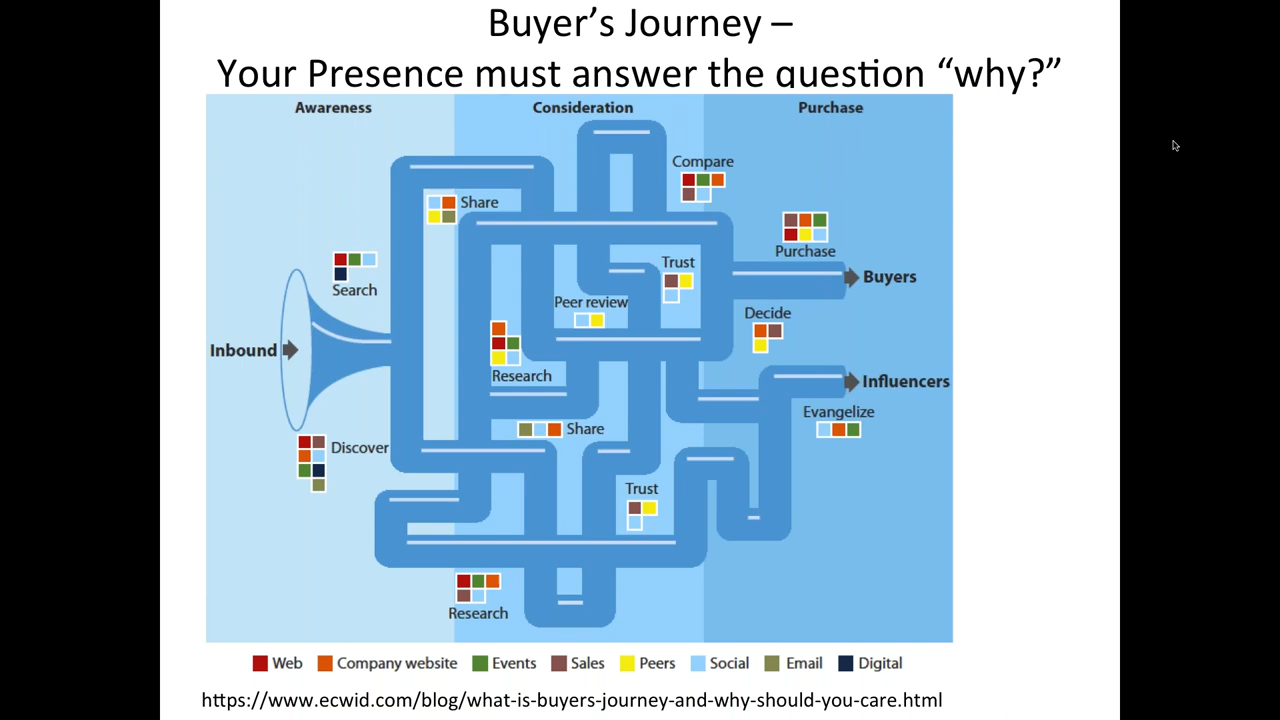 Buyer’s Journey –
Your Presence must answer the question “why?”
Awareness
Consideration
Purchase
Compare
Share
Purchase
Trust
Buyers
Search
Peer review
Decide
Inbound
Research
Influencers
Evangelize
Share
Discover
Trust
Research
Web Company website Events Sales Peers Social Email Digital
https://www.ecwid.com/blog/what-is-buyers-journey-and-why-should-you-care.html